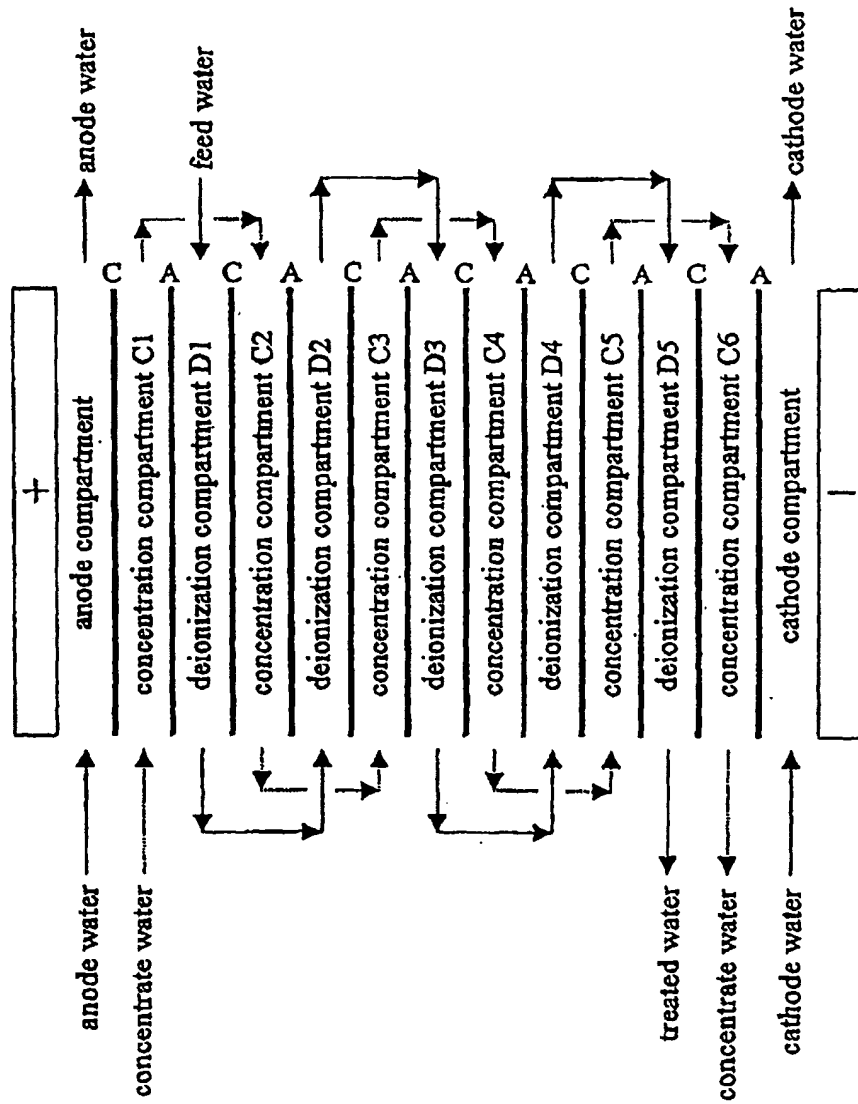 +
anode water
anode compartment
anode water
C
concentrate water
concentration compartment C1
A
deionization compartment D1
feed water
C
concentration compartment C2
A
deionization compartment D2
C
concentration compartment C3
A
deionization compartment D3
C
concentration compartment C4
A
deionization compartment D4
C
concentration compartment C5
A
treated water
deionization compartment D5
C
concentrate water
concentration compartment C6
A
cathode water
cathode compartment
cathode water
−